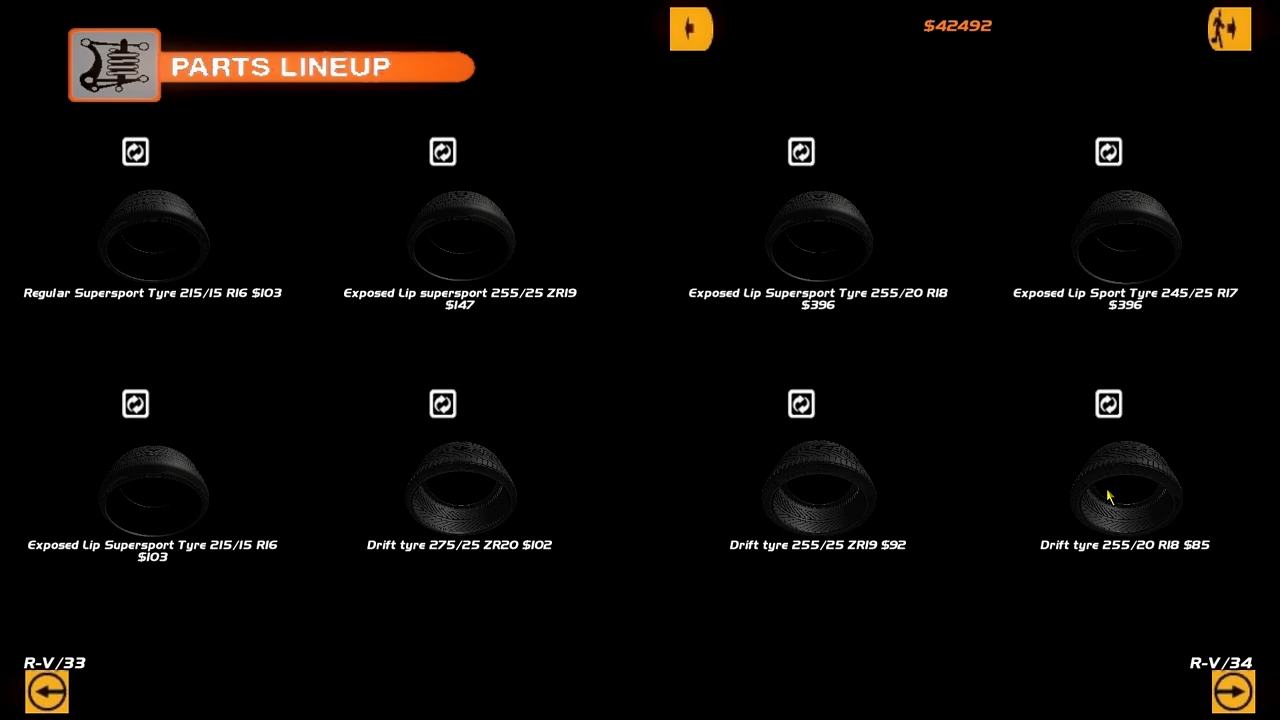 $42492
PARTS LINEUP
Regular Supersport Tyre 215/15 R16 $103
Exposed Lip supersport 255/25 ZR19
$147
Exposed Lip Supersport Tyre 255/20 R18
$396
Exposed Lip Sport Tyre 245/25 R17
$396
Exposed Lip Supersport Tyre 215/15 R16
$103
Drift tyre 275/25 ZR20 $102
Drift tyre 255/25 ZR19 $92
Drift tyre 255/20 R18 $85
R-V/33
R-V/34